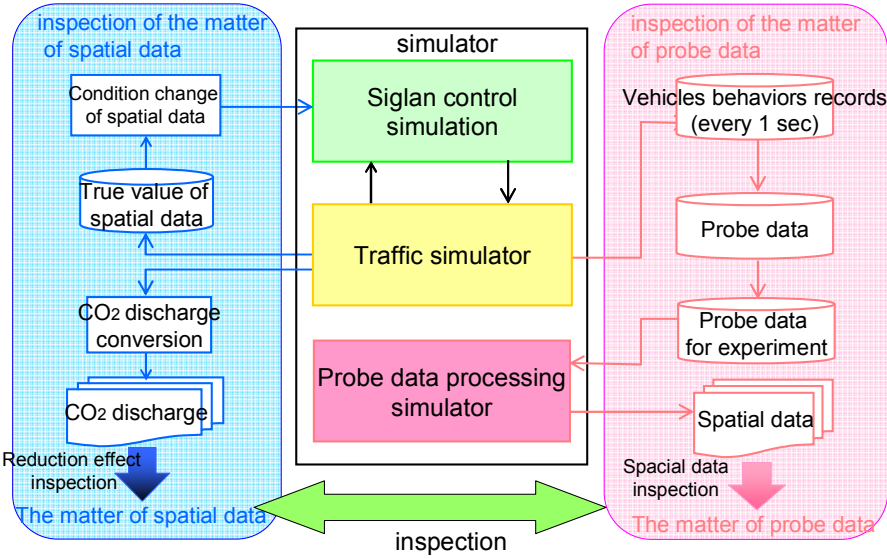 inspection of the matter
of spatial data
Condition change
of spatial data
True value of
spatial data
CO2 discharge
conversion
CO2 discharge
Reduction effect
inspection
The matter of spatial data
simulator
Siglan control
simulation
Traffic simulator
Probe data processing
simulator
inspection
inspection of the matter
of probe data
Vehicles behaviors records
(every 1 sec)
Probe data
Probe data
for experiment
Spatial data
Spacial data
inspection
The matter of probe data